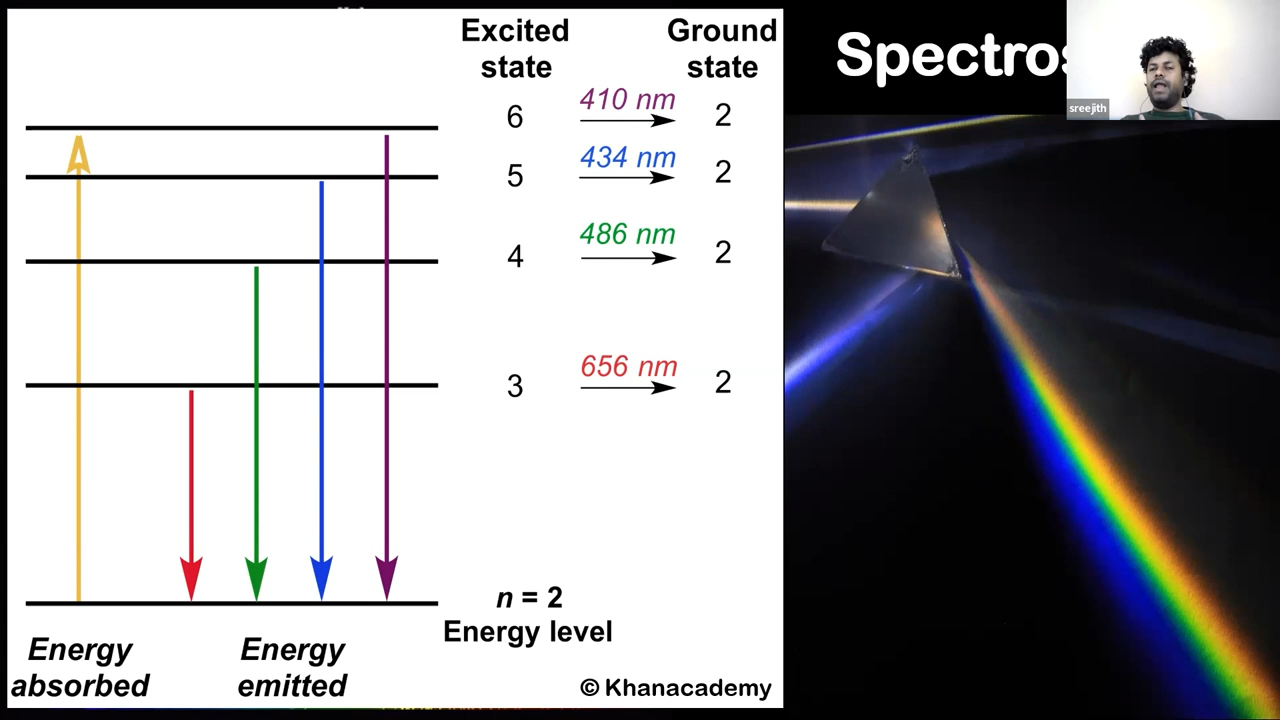 Excited state
Ground state
6 410 nm 2
5 434 nm 2
4 486 nm 2
3 656 nm 2
n = 2
Energy level
Energy absorbed
Energy emitted
© Khanacademy
Spectros
sreejith